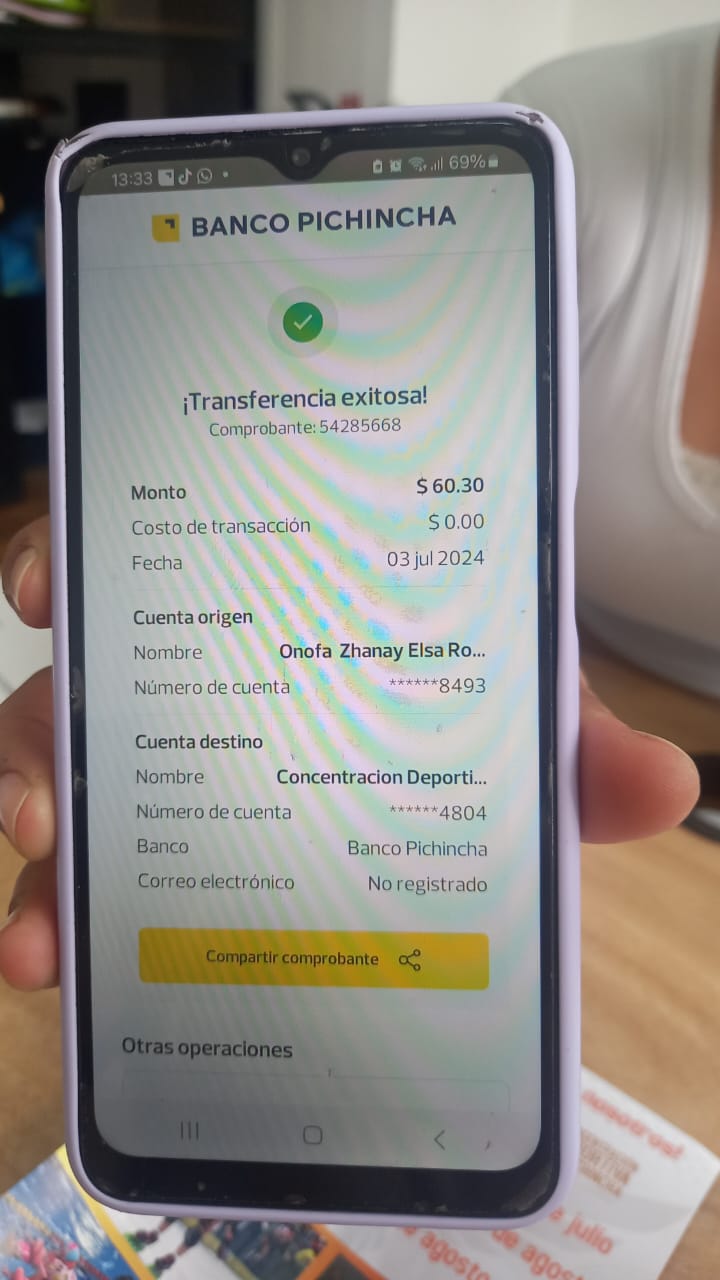 13:33
69%
BANCO PICHINCHA
¡Transferencia exitosa!
Comprobante: 54285668
Monto $ 60.30
Costo de transacción $ 0.00
Fecha 03 jul 2024
Cuenta origen
Nombre Onofa Zhanay Elsa Ro...
Número de cuenta ******8493
Cuenta destino
Nombre Concentracion Deporti...
Número de cuenta ******4804
Banco Banco Pichincha
Correo electrónico No registrado
Compartir comprobante
Otras operaciones
julio
de agosto